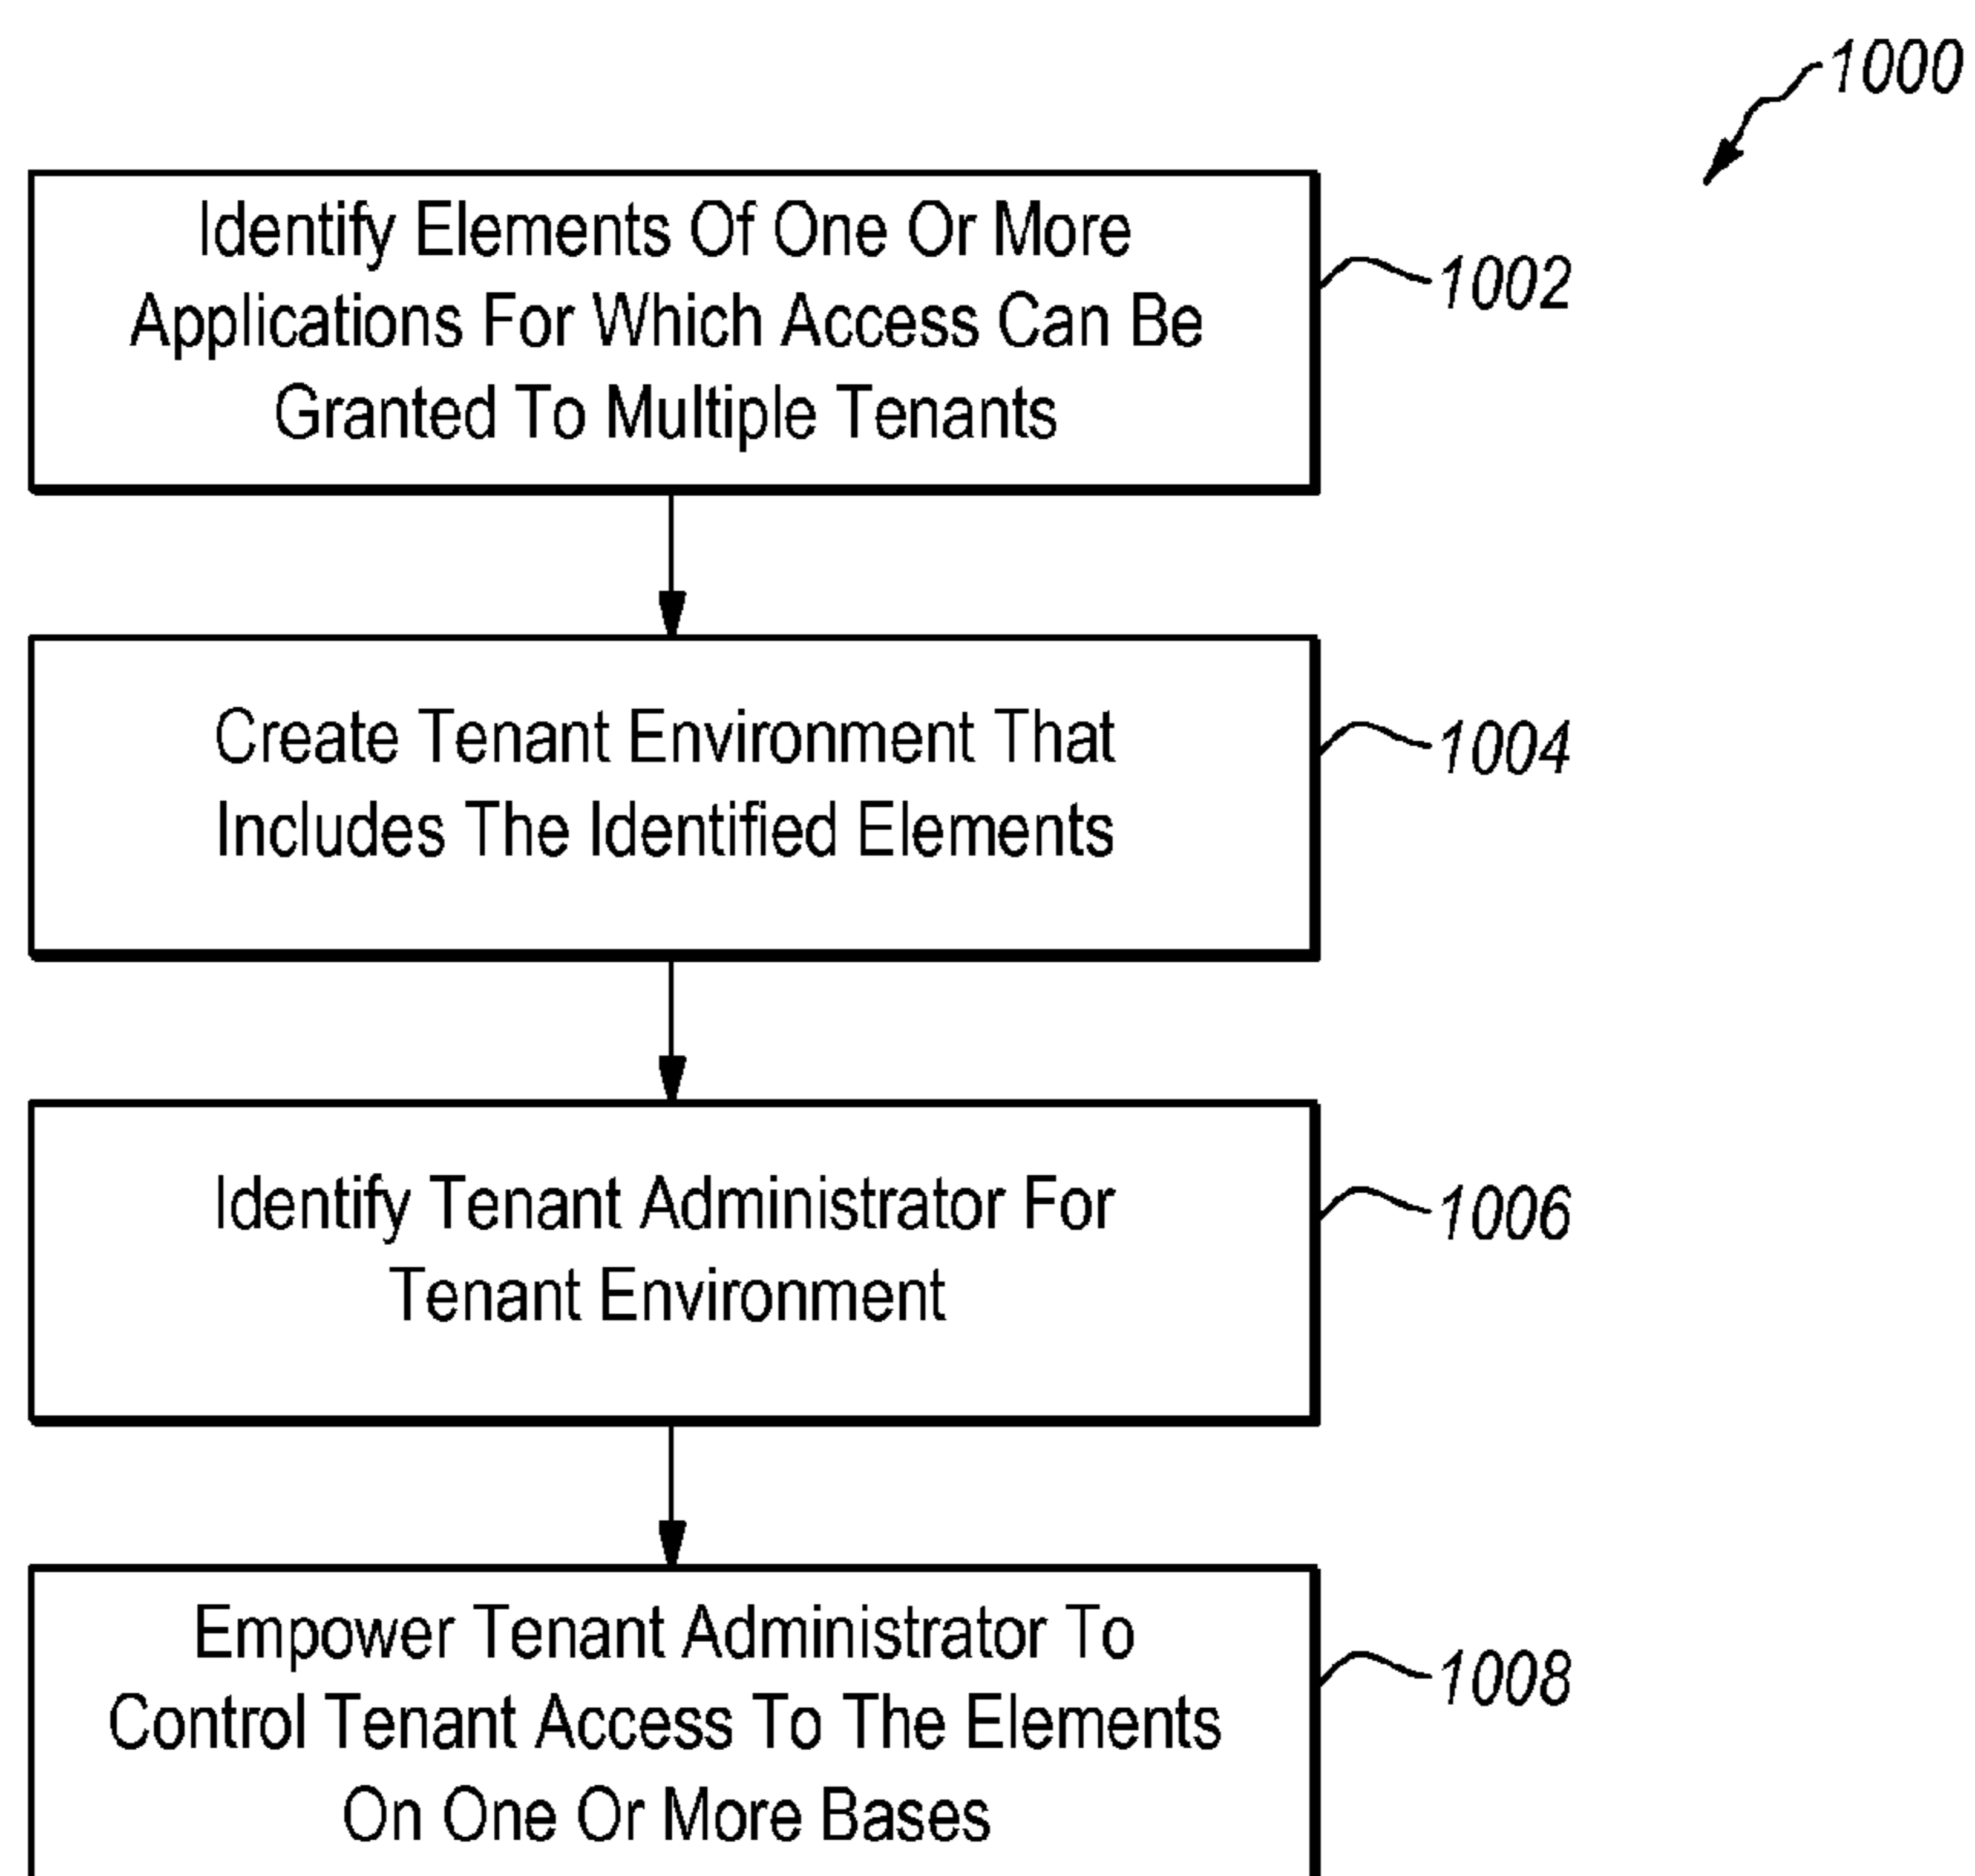 1000
Identify Elements Of One Or More
Applications For Which Access Can Be
Granted To Multiple Tenants
1002
Create Tenant Environment That
Includes The Identified Elements
1004
Identify Tenant Administrator For
Tenant Environment
1006
Empower Tenant Administrator To
Control Tenant Access To The Elements
On One Or More Bases
1008